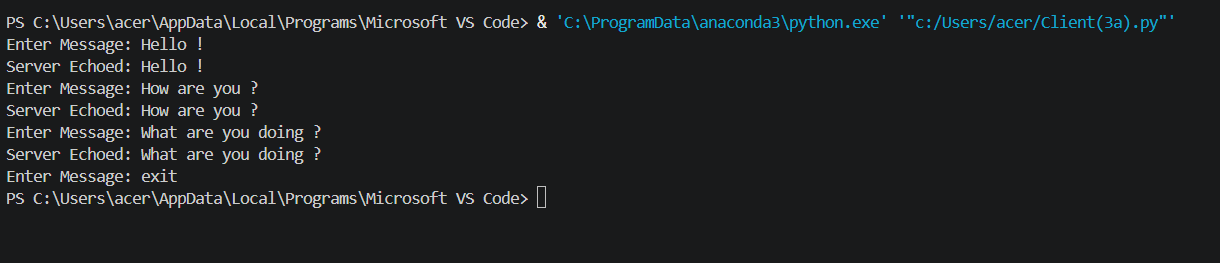 PS C:\Users\acer\AppData\Local\Programs\Microsoft VS Code> & 'C:\ProgramData\anaconda3\python.exe' '"c:/Users/acer/Client(3a).py"'
Enter Message: Hello !
Server Echoed: Hello !
Enter Message: How are you ?
Server Echoed: How are you ?
Enter Message: What are you doing ?
Server Echoed: What are you doing ?
Enter Message: exit
PS C:\Users\acer\AppData\Local\Programs\Microsoft VS Code>